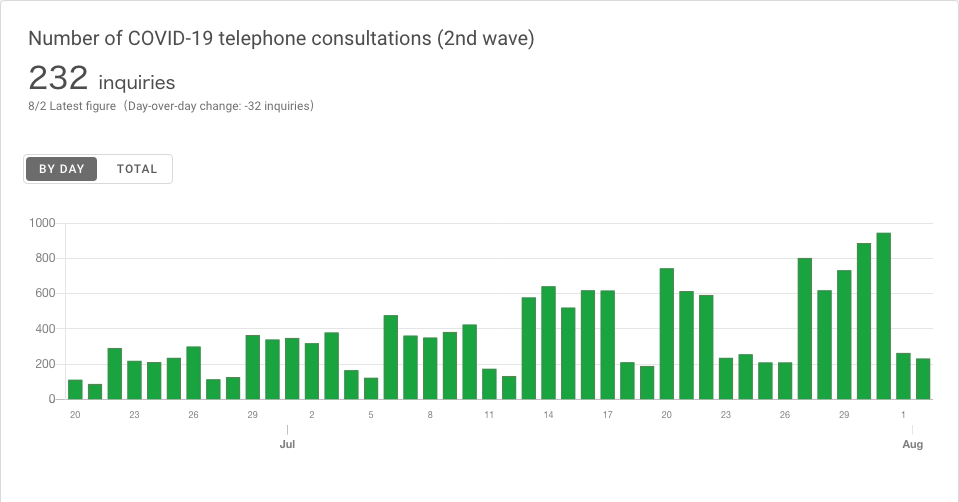 Number of COVID-19 telephone consultations (2nd wave)
232 inquiries
8/2 Latest figure (Day-over-day change: -32 inquiries)
BY DAY TOTAL
1000
800
600
400
200
0
20 23 26 29 2 5 8 11 14 17 20 23 26 29 1
Jul Aug